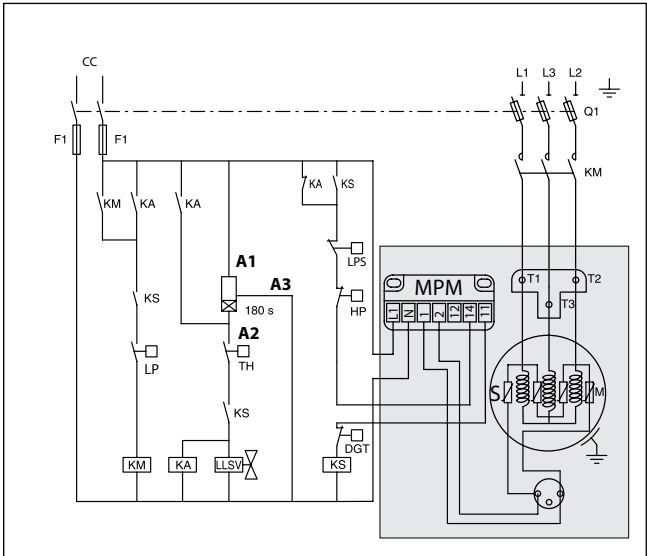 CC
L1 L3 L2
F1 F1
Q1
KM
KM KA KA
KA KS
A1
A3
LPS
180 s
MPM
T1 T2
T3
HP
L1 N 1 2 12 14 11
KS
A2
TH
LP
KS
S M
DGT
KM KA LLSV KS